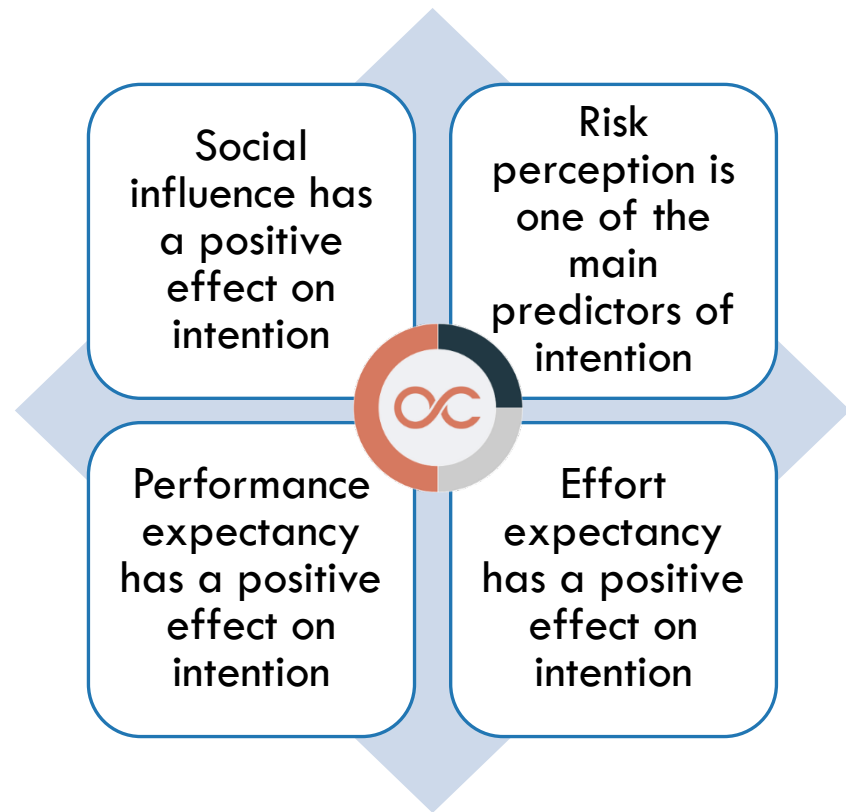 Social
influence has
a positive
effect on
intention
Risk
perception is
one of the
main
predictors of
intention
Performance
expectancy
has a positive
effect on
intention
Effort
expectancy
has a positive
effect on
intention